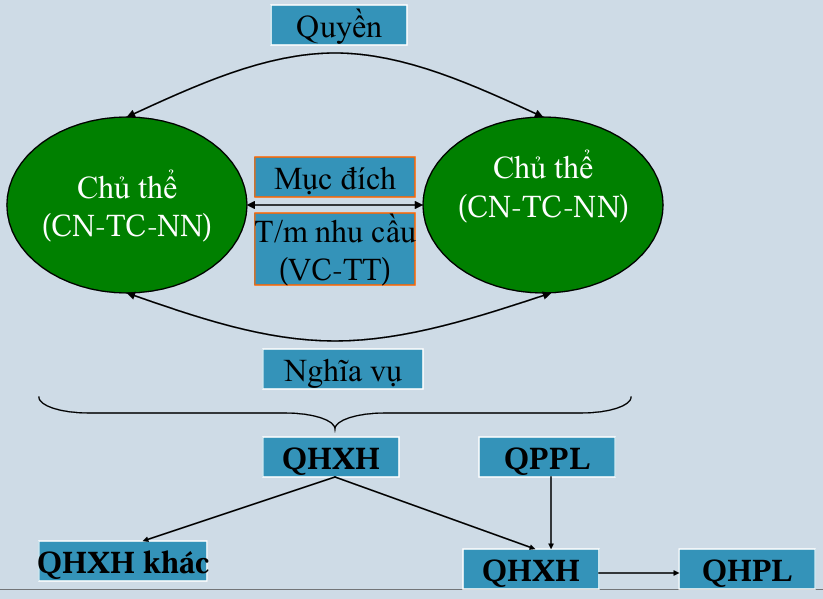 Quyền
Chủ thể
(CN-TC-NN)
Mục đích
T/m nhu cầu
(VC-TT)
Chủ thể
(CN-TC-NN)
Nghĩa vụ
QHXH
QPPL
QHXH khác
QHXH
QHPL